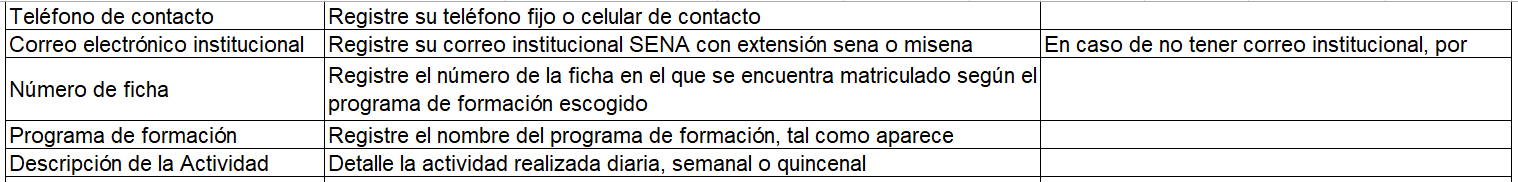 Teléfono de contacto Registre su teléfono fijo o celular de contacto
Correo electrónico institucional Registre su correo institucional SENA con extensión sena o misena En caso de no tener correo institucional, por
Número de ficha Registre el número de la ficha en el que se encuentra matriculado según el
programa de formación escogido
Programa de formación Registre el nombre del programa de formación, tal como aparece
Descripción de la Actividad Detalle la actividad realizada diaria, semanal o quincenal